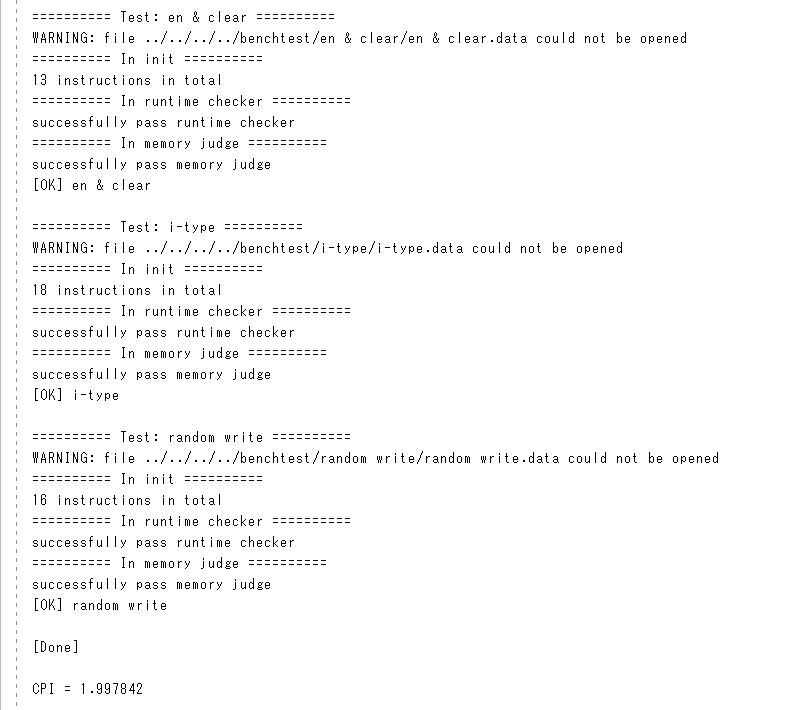 ========== Test: en & clear ==========
WARNING: file ../../../../benchtest/en & clear/en & clear.data could not be opened
========== In init ==========
13 instructions in total
========== In runtime checker ==========
successfully pass runtime checker
========== In memory judge ==========
successfully pass memory judge
[OK] en & clear
========== Test: i-type ==========
WARNING: file ../../../../benchtest/i-type/i-type.data could not be opened
========== In init ==========
18 instructions in total
========== In runtime checker ==========
successfully pass runtime checker
========== In memory judge ==========
successfully pass memory judge
[OK] i-type
========== Test: random write ==========
WARNING: file ../../../../benchtest/random write/random write.data could not be opened
========== In init ==========
16 instructions in total
========== In runtime checker ==========
successfully pass runtime checker
========== In memory judge ==========
successfully pass memory judge
[OK] random write
[Done]
CPI = 1.997842